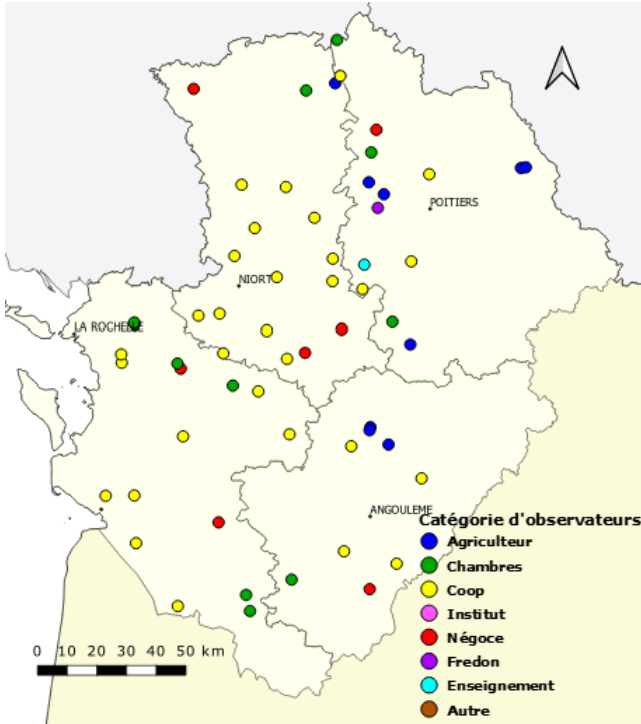 POITIERS
NIORT
LA ROCHELLE
ANGOULEME
Catégorie d'observateurs
Agriculteur
Chambres
Coop
Institut
Négoce
Fredon
Enseignement
Autre
0 10 20 30 40 50 km